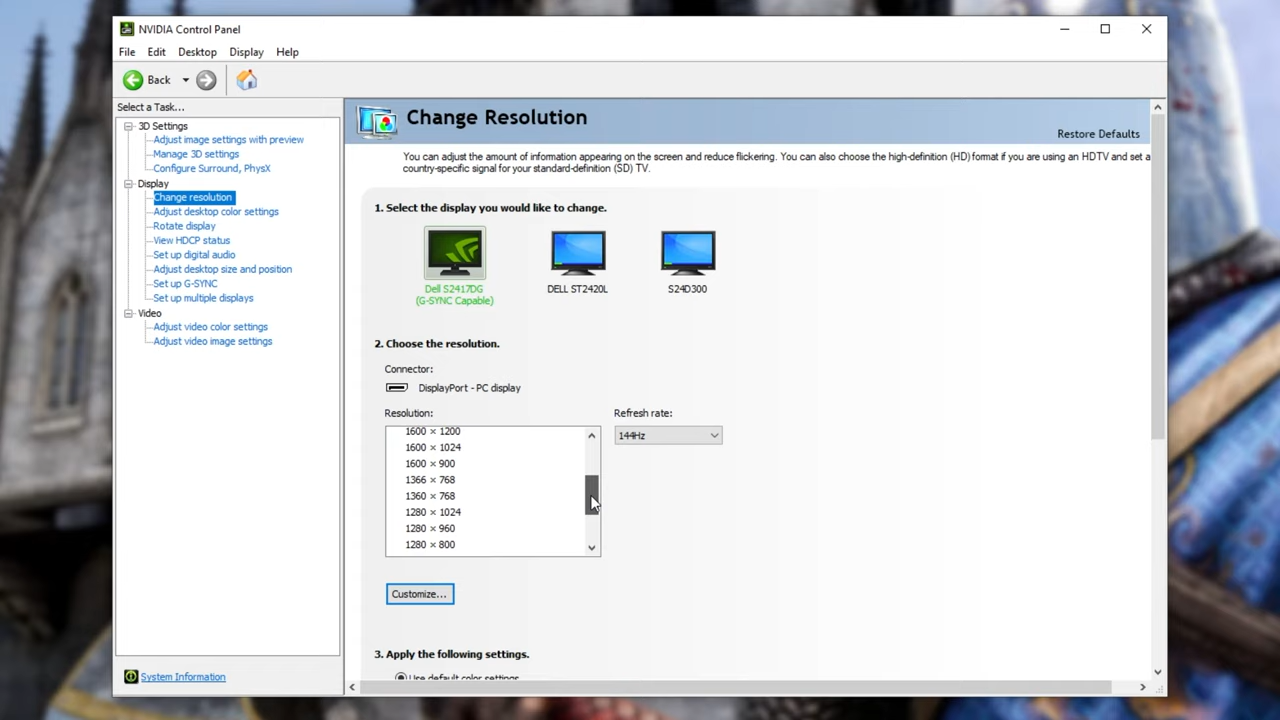 NVIDIA Control Panel
File Edit Desktop Display Help
Back
Select a Task...
3D Settings
Adjust image settings with preview
Manage 3D settings
Configure Surround, PhysX
Display
Change resolution
Adjust desktop color settings
Rotate display
View HDCP status
Set up digital audio
Adjust desktop size and position
Set up G-SYNC
Set up multiple displays
Video
Adjust video color settings
Adjust video image settings
System Information
Change Resolution
Restore Defaults
You can adjust the amount of information appearing on the screen and reduce flickering. You can also choose the high-definition (HD) format if you are using an HDTV and set a
country-specific signal for your standard-definition (SD) TV.
1. Select the display you would like to change.
Dell S2417DG
(G-SYNC Capable)
DELL ST2420L
S24D300
2. Choose the resolution.
Connector:
DisplayPort - PC display
Resolution:
Refresh rate:
1600 × 1200
1600 × 1024
1600 × 900
1366 × 768
1360 × 768
1280 × 1024
1280 × 960
1280 × 800
144Hz
Customize...
3. Apply the following settings.
Use default color settings